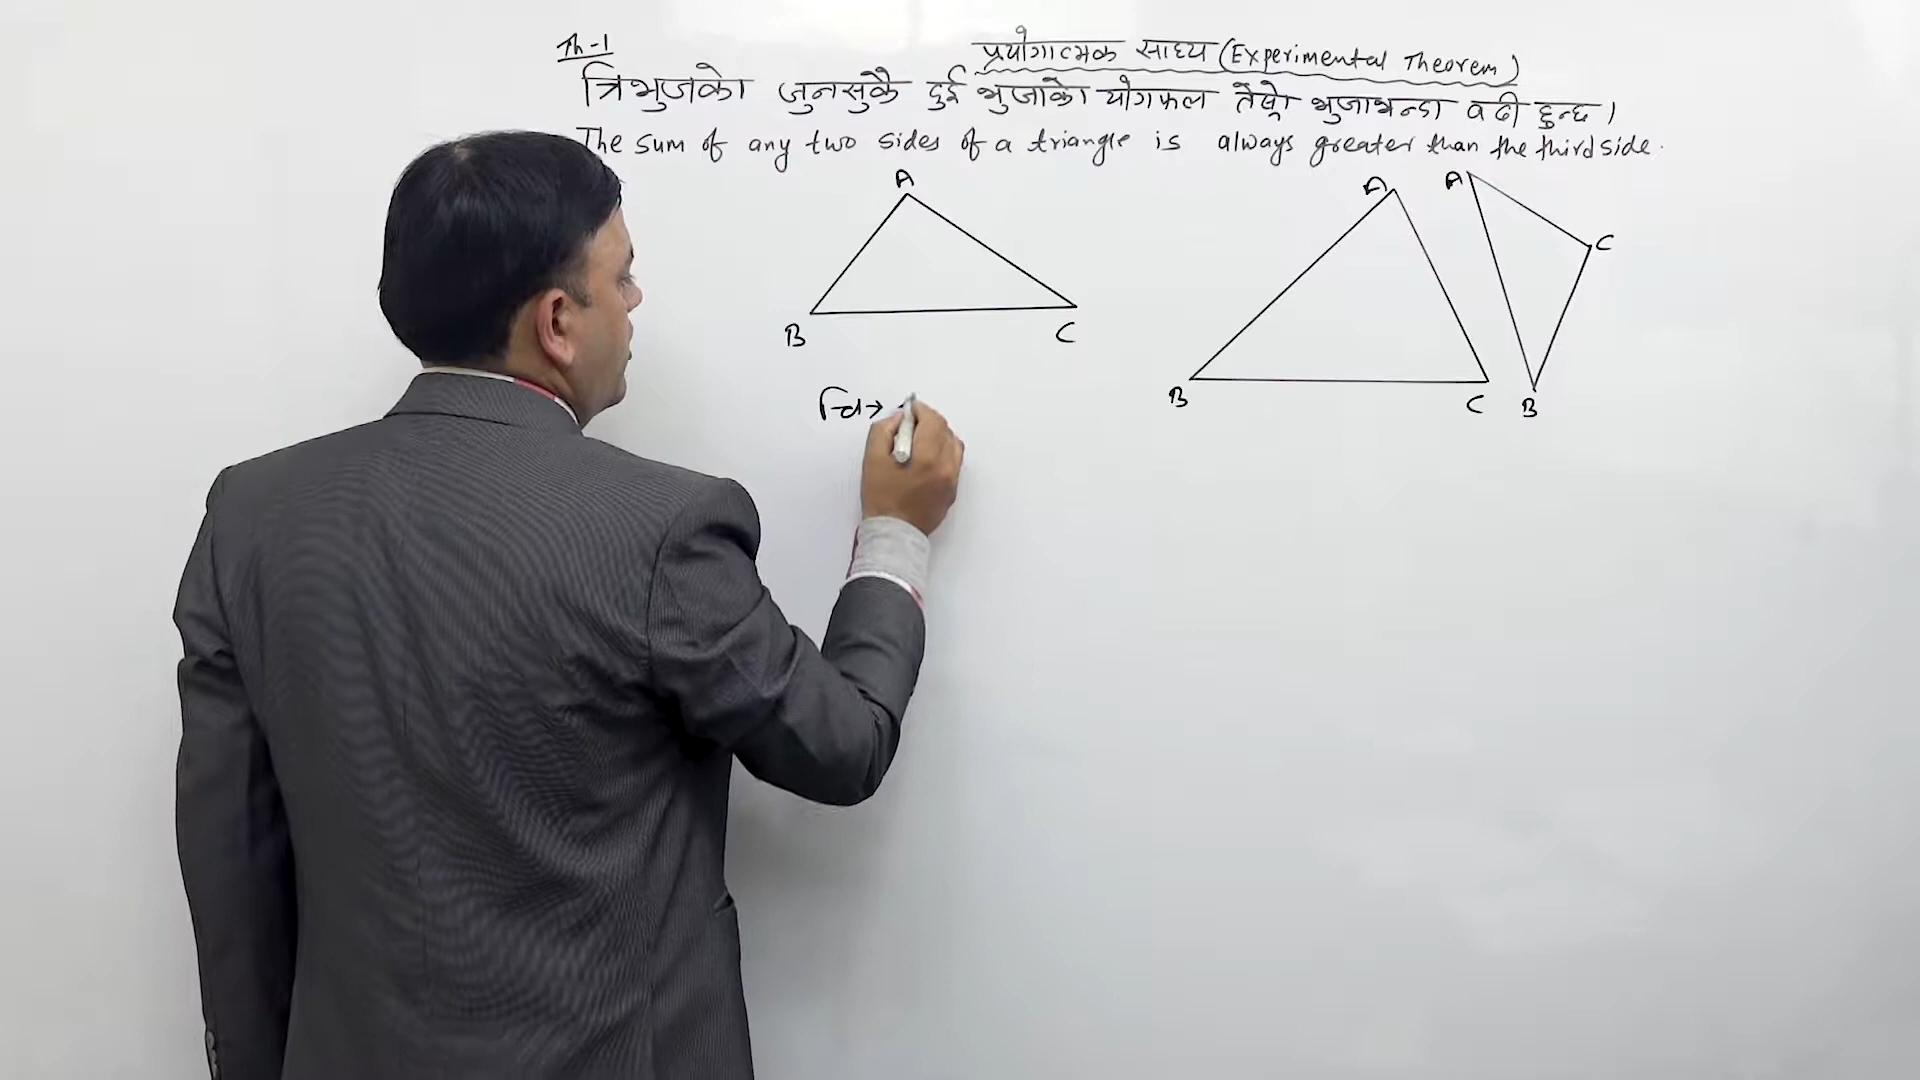 Th-1
प्रयोगात्मक साध्य (Experimental Theorem)
त्रिभुजको जुनसुकै दुई भुजाको योगफल तेस्रो भुजाभन्दा बढी हुन्छ।
The sum of any two sides of a triangle is always greater than the third side.
A
B
C
A
B
C
A
C
B